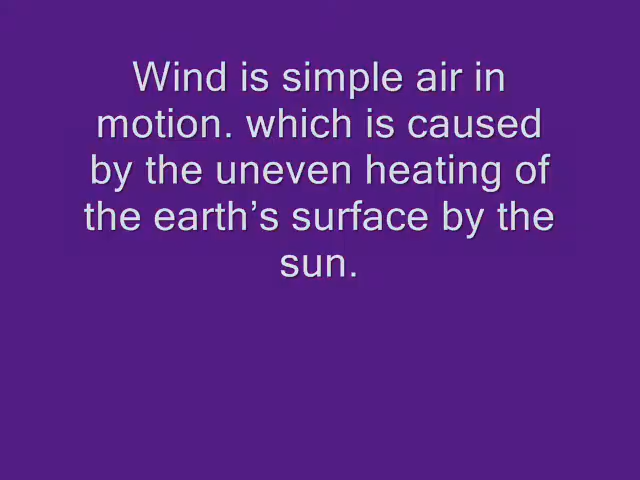 Wind is simple air in
motion. which is caused
by the uneven heating of
the earth’s surface by the
sun.